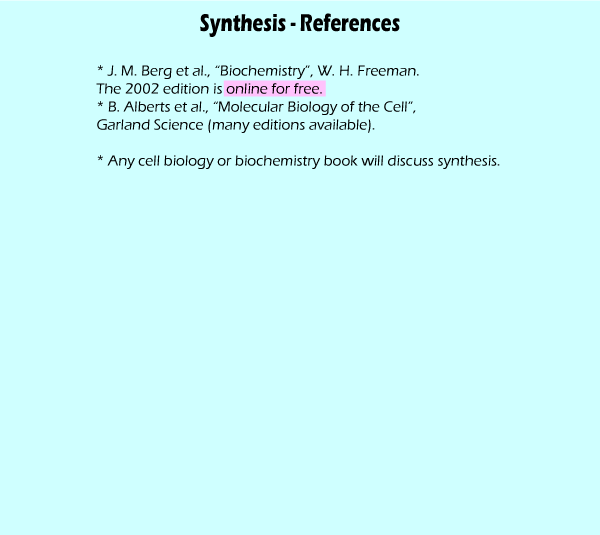 Synthesis - References
* J. M. Berg et al., “Biochemistry”, W. H. Freeman.
The 2002 edition is online for free.
* B. Alberts et al., “Molecular Biology of the Cell”,
Garland Science (many editions available).
* Any cell biology or biochemistry book will discuss synthesis.